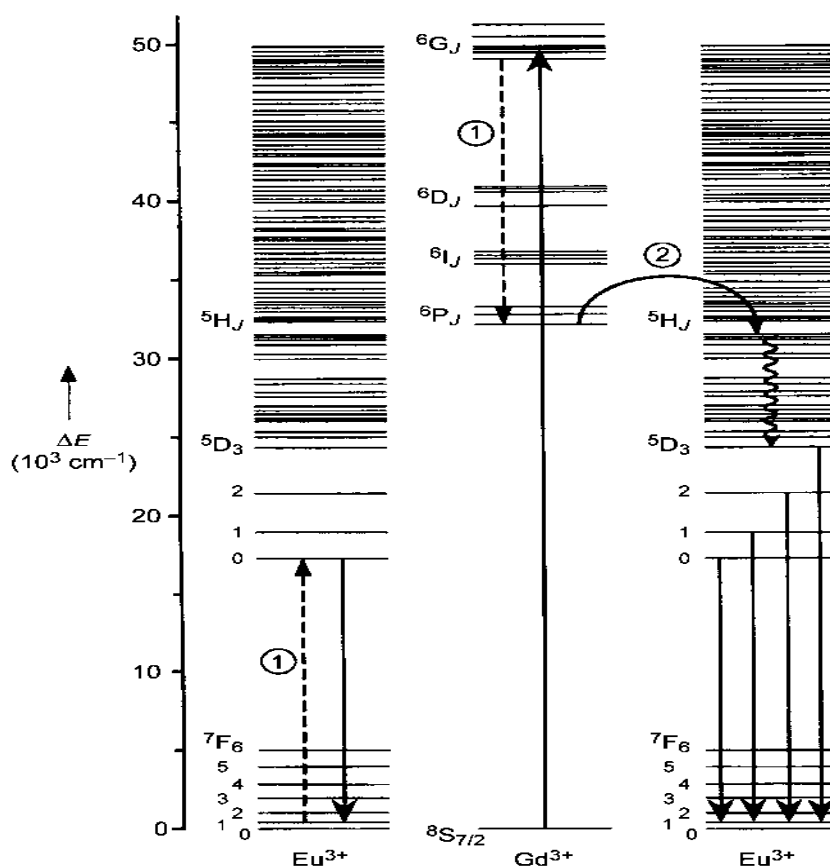 50
40
30
20
10
0
ΔE
(10³ cm⁻¹)
⁵H_J
⁵D₃
2
1
0
①
⁷F₆
5
4
3
2
1
0
Eu³⁺
⁶G_J
①
⁶D_J
⁶I_J
⁶P_J
②
⁸S₇/₂
Gd³⁺
⁵H_J
⁵D₃
2
1
0
⁷F₆
5
4
3
2
1
0
Eu³⁺